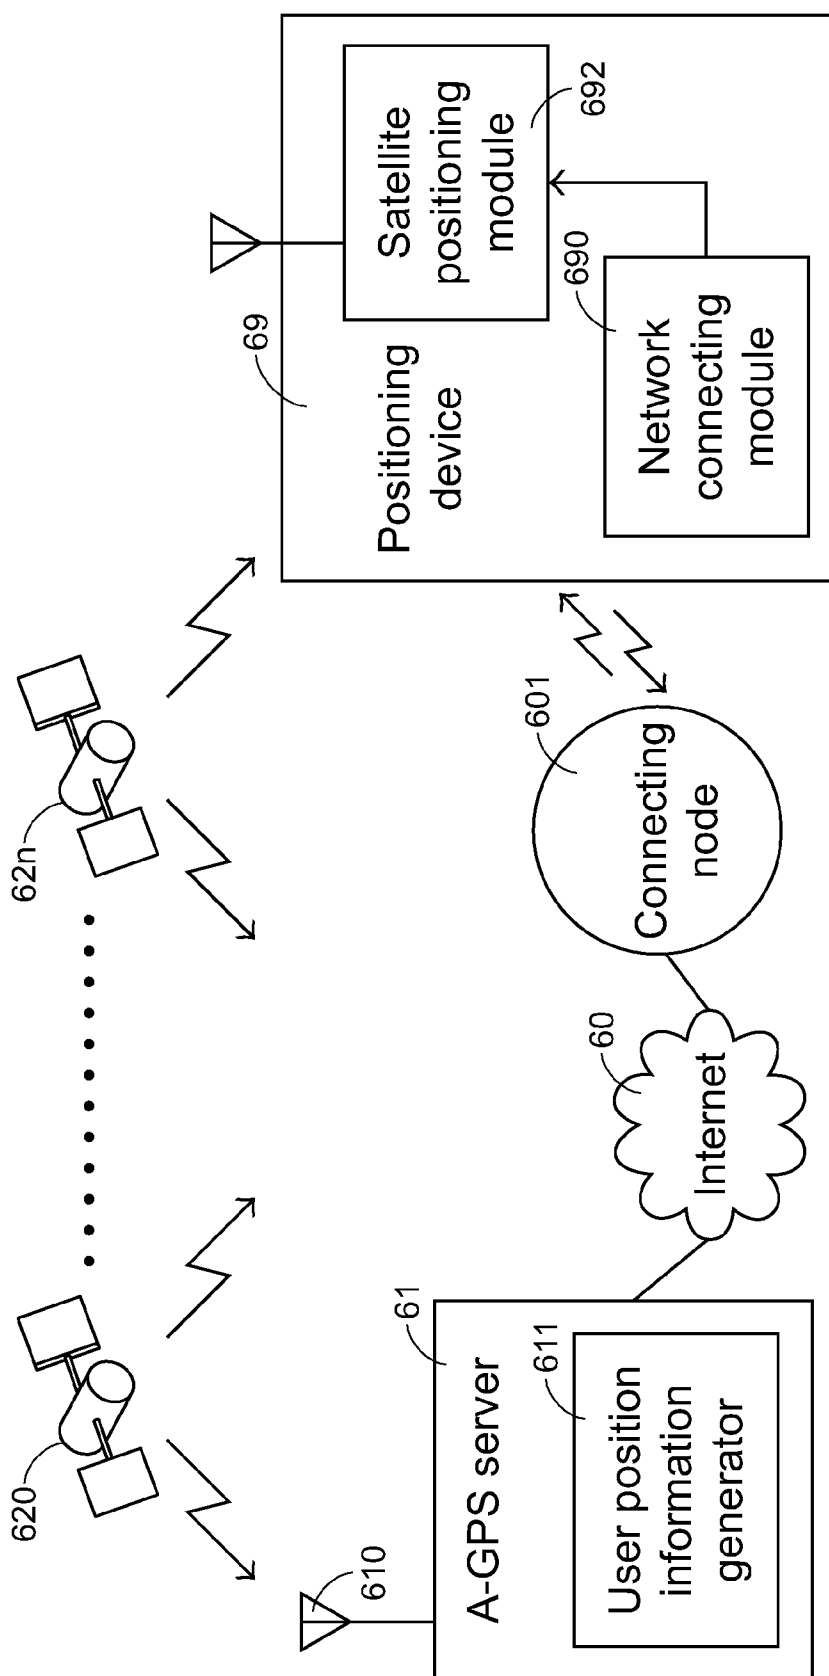 620
62n
610
A-GPS server
61
User position
information
generator
611
Internet
60
Connecting
node
601
Positioning
device
69
Satellite
positioning
module
692
Network
connecting
module
690